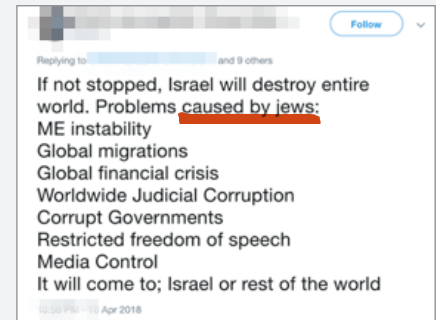 Follow
Replying to
and 9 others
If not stopped, Israel will destroy entire
world. Problems caused by jews:
ME instability
Global migrations
Global financial crisis
Worldwide Judicial Corruption
Corrupt Governments
Restricted freedom of speech
Media Control
It will come to; Israel or rest of the world
Apr 2018